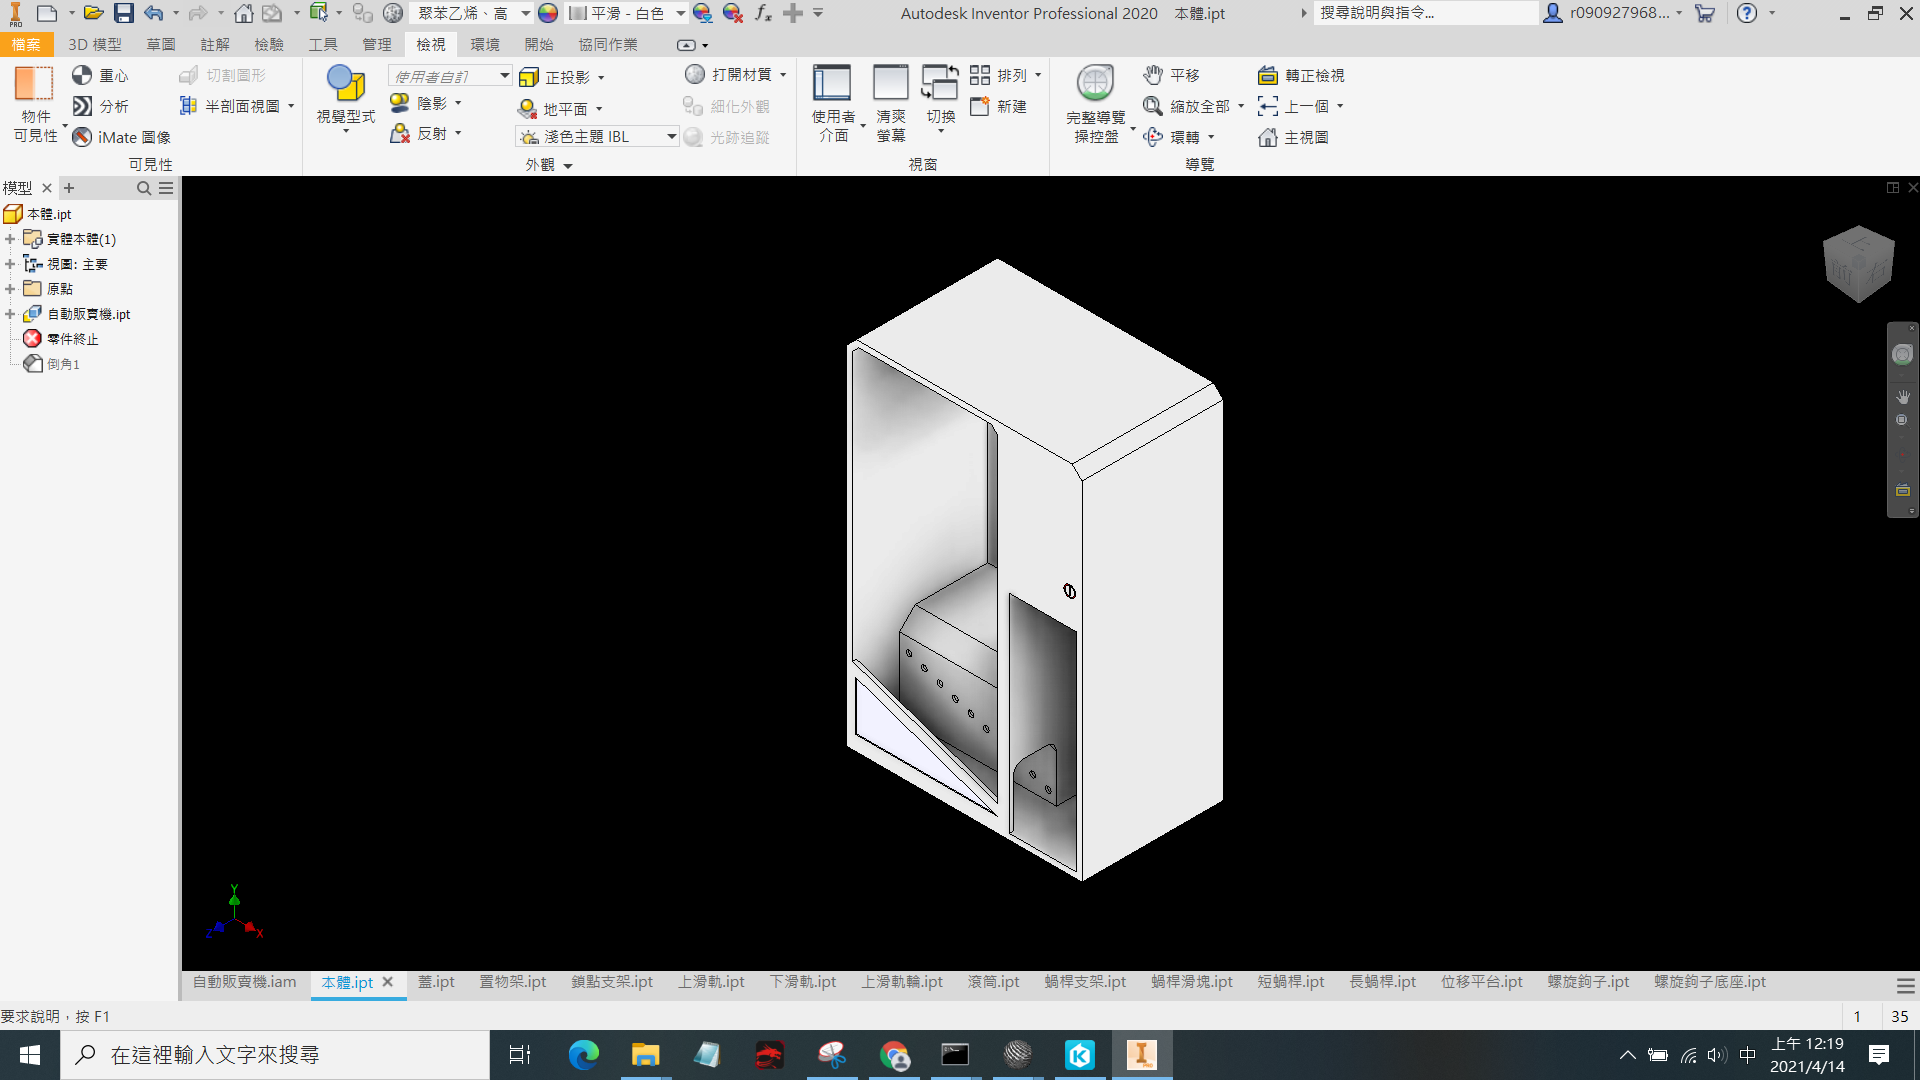 PRO
聚苯乙烯、高
平滑 - 白色
fx
Autodesk Inventor Professional 2020 本體.ipt
搜尋說明與指令...
r090927968...
檔案 3D 模型 草圖 註解 檢驗 工具 管理 檢視 環境 開始 協同作業
物件
可見性
重心
分析
iMate 圖像
切割圖形
半剖面視圖
可見性
視覺型式
使用者自訂
陰影
反射
正投影
地平面
淺色主題 IBL
打開材質
細化外觀
光跡追蹤
外觀
使用者
介面
清爽
螢幕
切換
排列
新建
視窗
完整導覽
操控盤
平移
縮放全部
環轉
轉正檢視
上一個
主視圖
導覽
模型
本體.ipt
實體本體(1)
視圖: 主要
原點
自動販賣機.ipt
零件終止
倒角1
上
前
右
Y
Z
X
自動販賣機.iam 本體.ipt 蓋.ipt 置物架.ipt 鎖點支架.ipt 上滑軌.ipt 下滑軌.ipt 上滑軌輪.ipt 滾筒.ipt 蝸桿支架.ipt 蝸桿滑塊.ipt 短蝸桿.ipt 長蝸桿.ipt 位移平台.ipt 螺旋鉤子.ipt 螺旋鉤子底座.ipt
要求說明，按 F1
1 35
在這裡輸入文字來搜尋
中
上午 12:19
2021/4/14